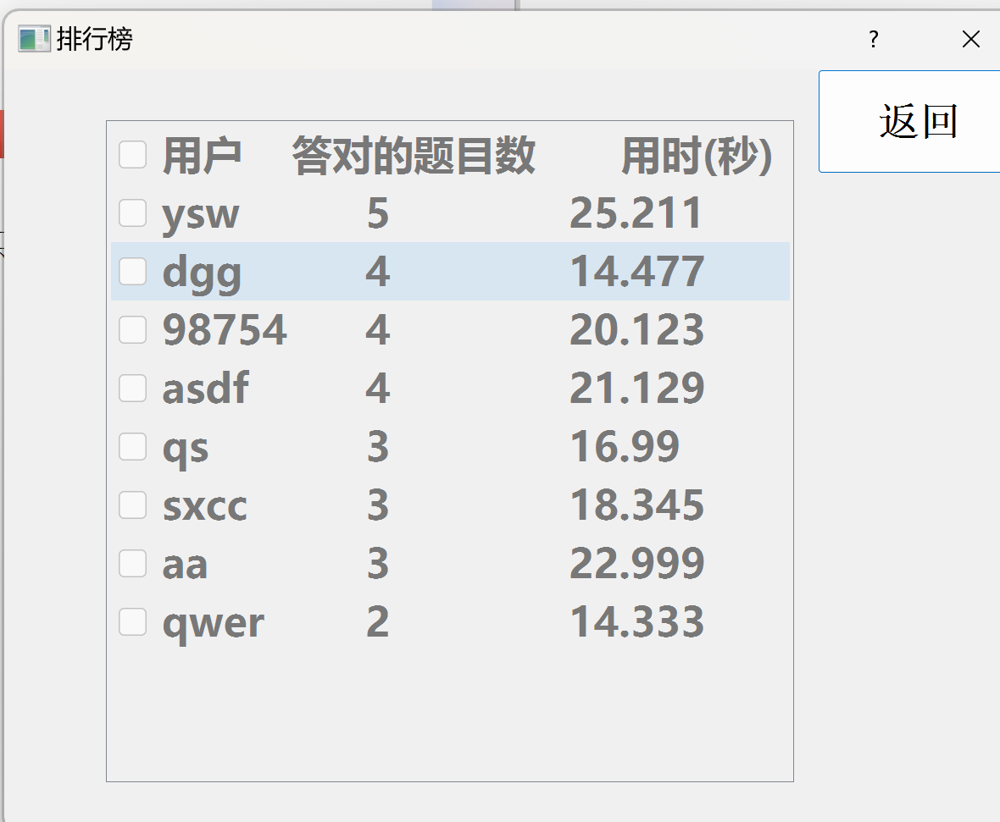 排行榜
?
返回
用户 答对的题目数 用时(秒)
ysw 5 25.211
dgg 4 14.477
98754 4 20.123
asdf 4 21.129
qs 3 16.99
sxcc 3 18.345
aa 3 22.999
qwer 2 14.333